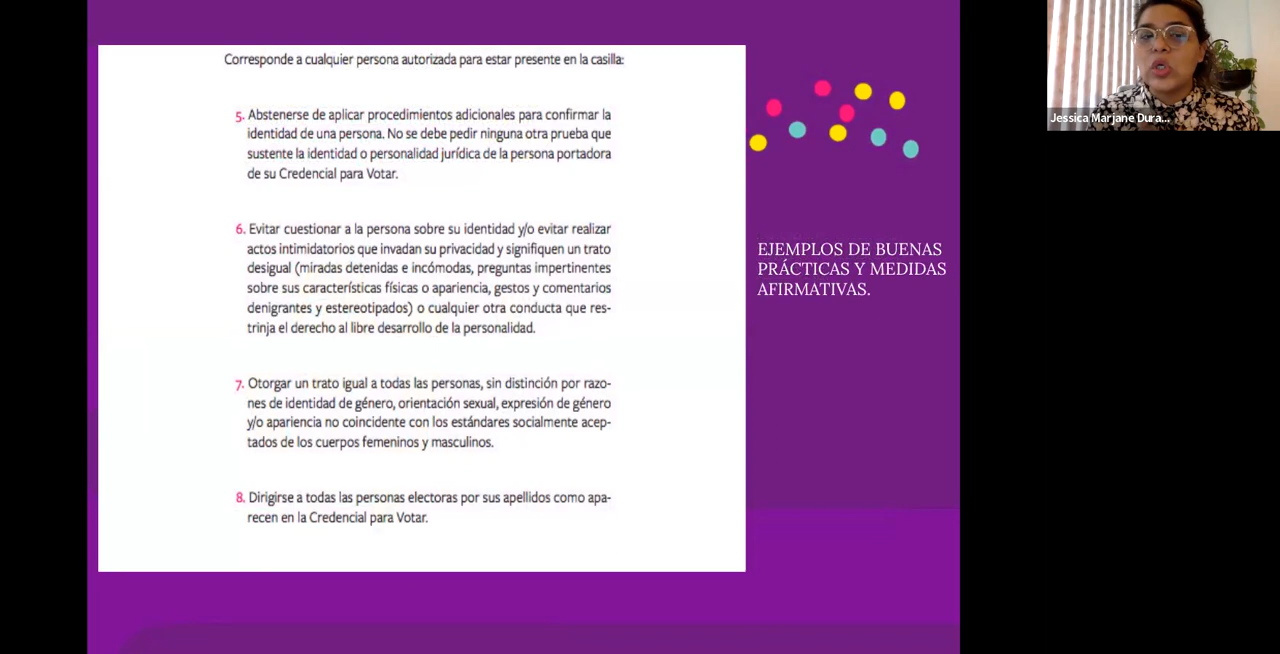 Corresponde a cualquier persona autorizada para estar presente en la casilla:
5. Abstenerse de aplicar procedimientos adicionales para confirmar la
identidad de una persona. No se debe pedir ninguna otra prueba que
sustente la identidad o personalidad jurídica de la persona portadora
de su Credencial para Votar.
6. Evitar cuestionar a la persona sobre su identidad y/o evitar realizar
actos intimidatorios que invadan su privacidad y signifiquen un trato
desigual (miradas detenidas e incómodas, preguntas impertinentes
sobre sus características físicas o apariencia, gestos y comentarios
denigrantes y estereotipados) o cualquier otra conducta que res-
trinja el derecho al libre desarrollo de la personalidad.
7. Otorgar un trato igual a todas las personas, sin distinción por razo-
nes de identidad de género, orientación sexual, expresión de género
y/o apariencia no coincidente con los estándares socialmente acep-
tados de los cuerpos femeninos y masculinos.
8. Dirigirse a todas las personas electoras por sus apellidos como apa-
recen en la Credencial para Votar.
EJEMPLOS DE BUENAS
PRÁCTICAS Y MEDIDAS
AFIRMATIVAS.
Jessica Marjane Dura...